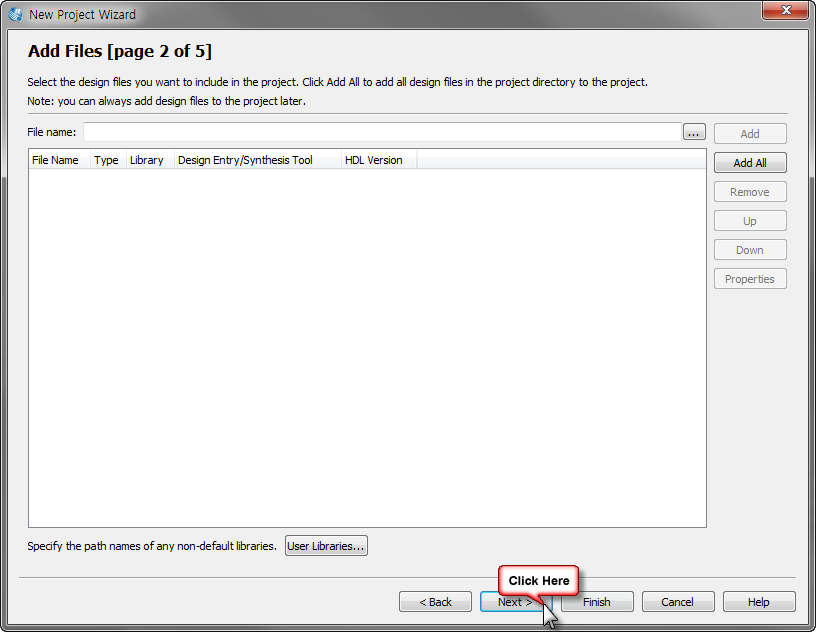 New Project Wizard
Add Files [page 2 of 5]
Select the design files you want to include in the project. Click Add All to add all design files in the project directory to the project.
Note: you can always add design files to the project later.
File name:
...
Add
File Name Type Library Design Entry/Synthesis Tool HDL Version
Add All
Remove
Up
Down
Properties
Specify the path names of any non-default libraries. User Libraries...
Click Here
< Back Next > Finish Cancel Help